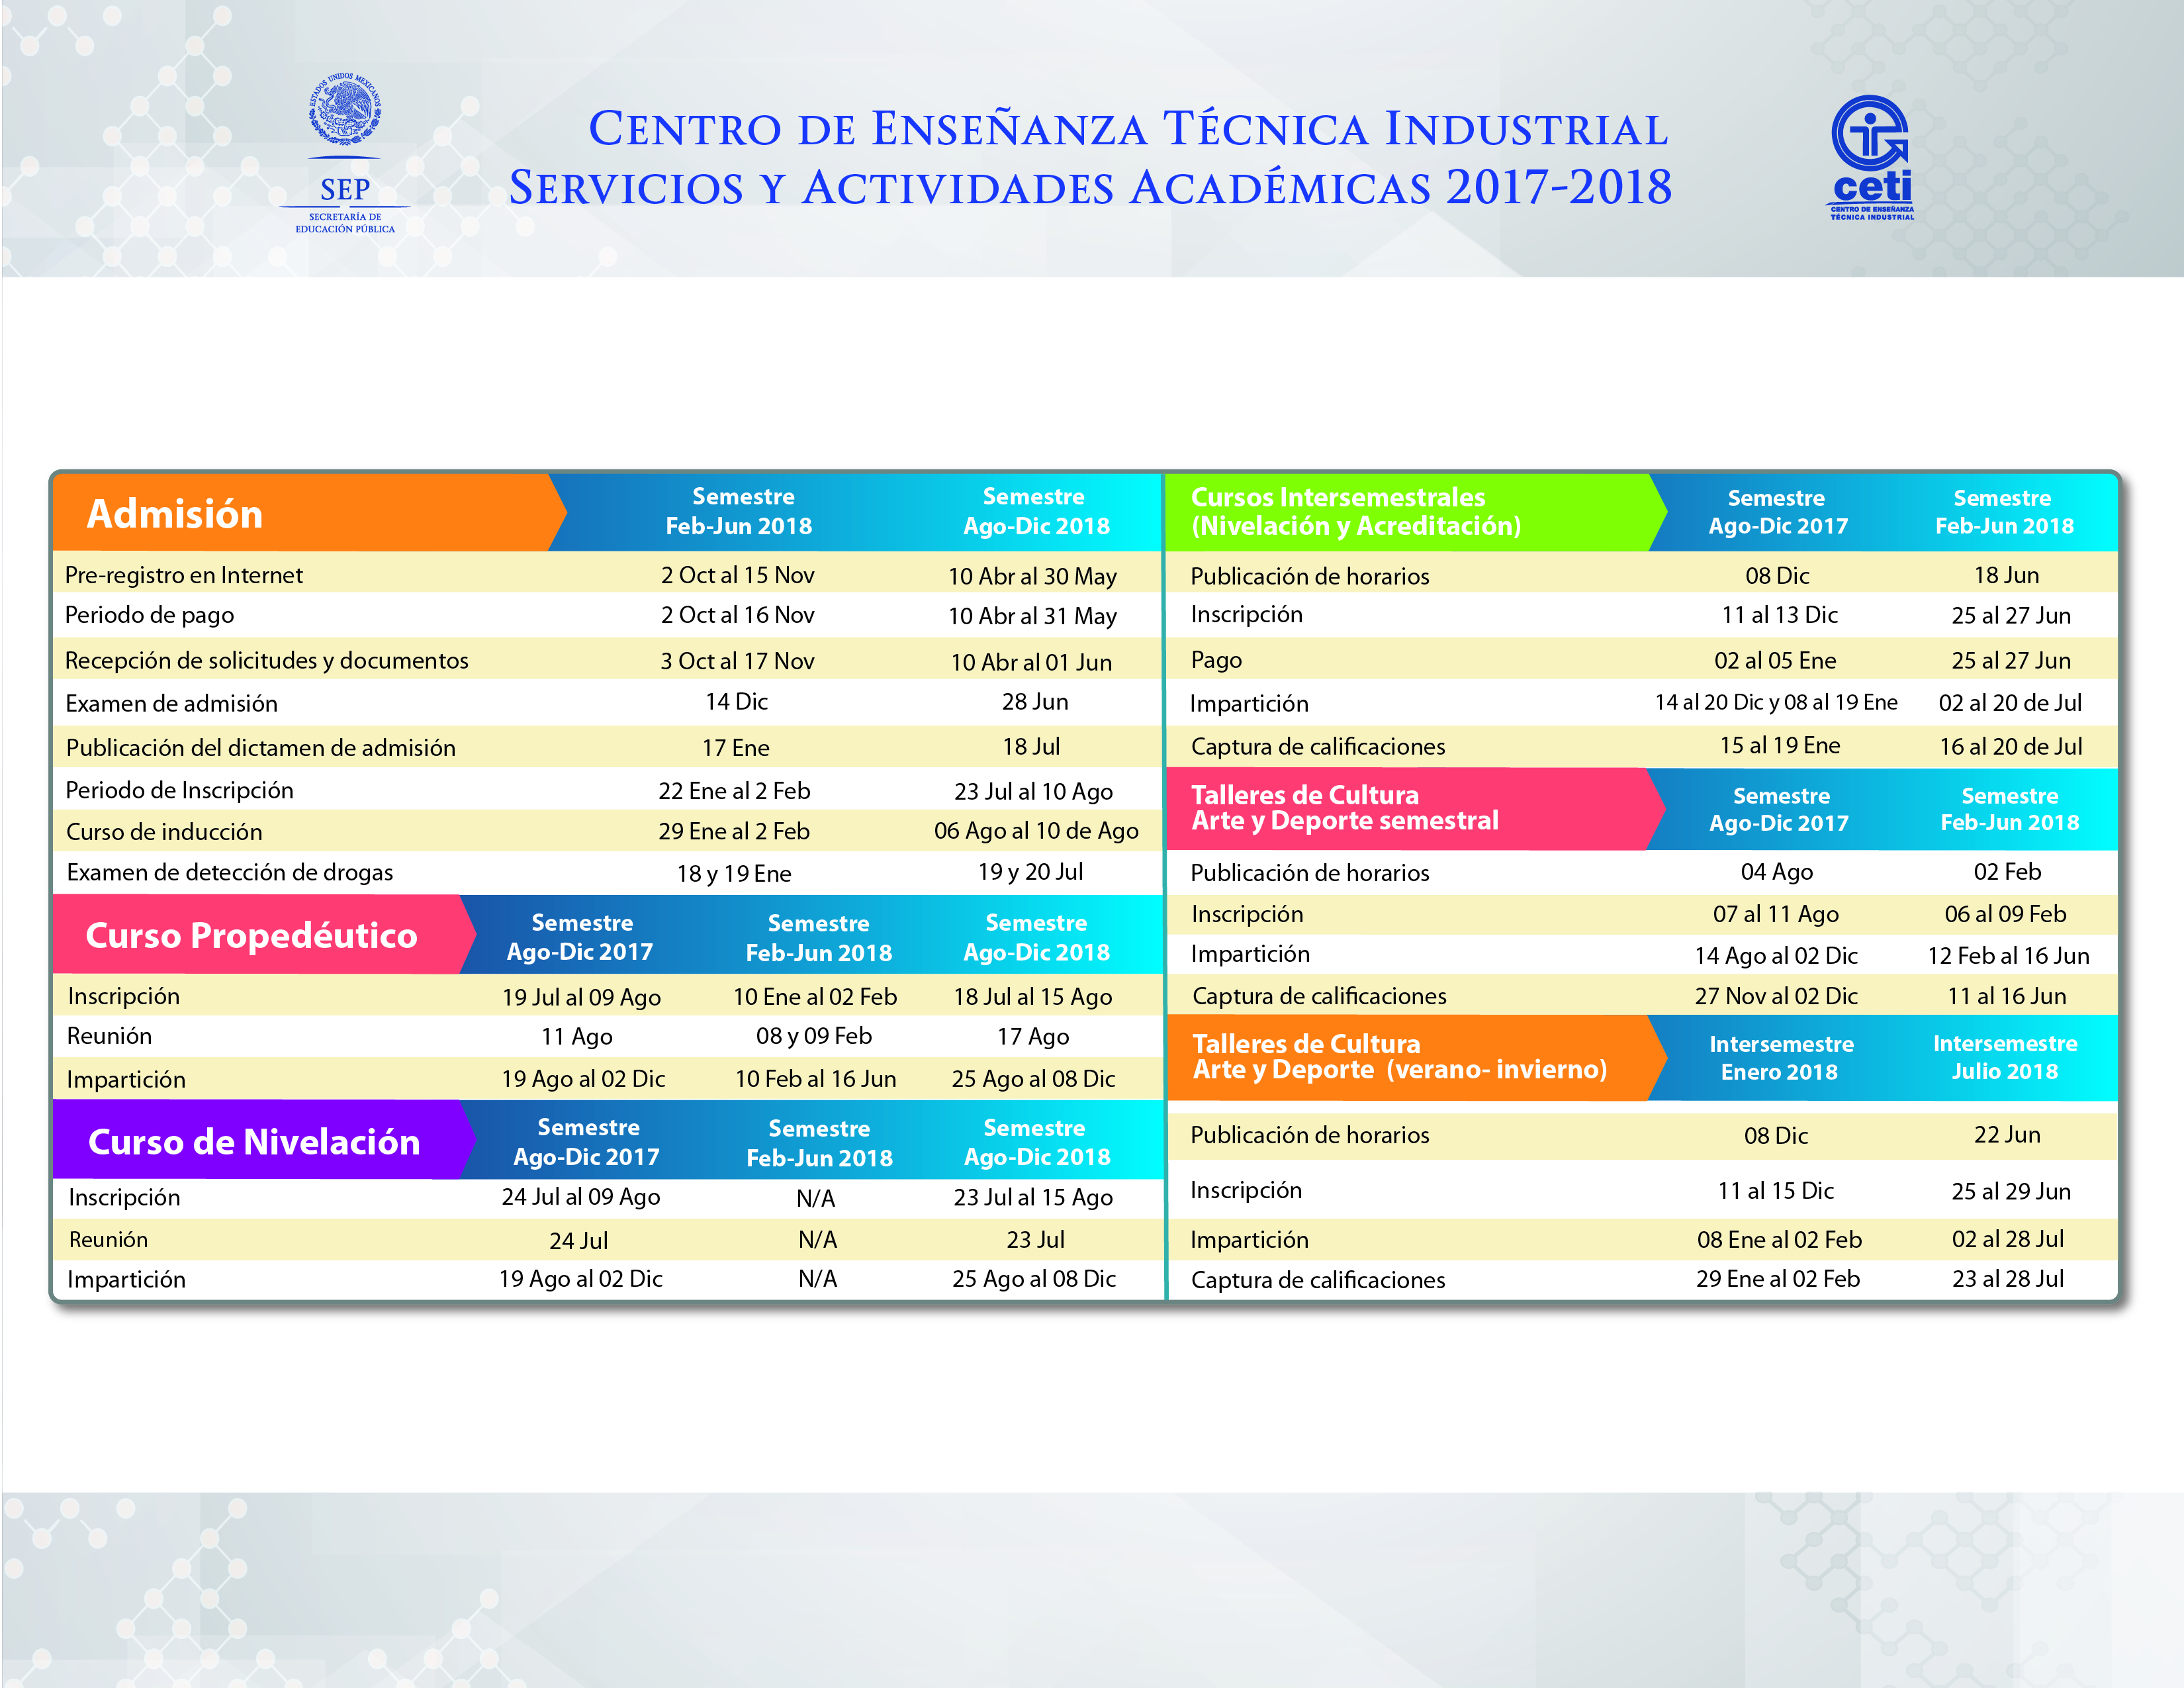 ESTADOS UNIDOS MEXICANOS
SEP
SECRETARÍA DE
EDUCACIÓN PÚBLICA
Centro de Enseñanza Técnica Industrial
Servicios y Actividades Académicas 2017-2018
ceti
CENTRO DE ENSEÑANZA
TÉCNICA INDUSTRIAL
Admisión
Semestre Feb-Jun 2018
Semestre Ago-Dic 2018
Pre-registro en Internet 2 Oct al 15 Nov 10 Abr al 30 May
Periodo de pago 2 Oct al 16 Nov 10 Abr al 31 May
Recepción de solicitudes y documentos 3 Oct al 17 Nov 10 Abr al 01 Jun
Examen de admisión 14 Dic 28 Jun
Publicación del dictamen de admisión 17 Ene 18 Jul
Periodo de Inscripción 22 Ene al 2 Feb 23 Jul al 10 Ago
Curso de inducción 29 Ene al 2 Feb 06 Ago al 10 de Ago
Examen de detección de drogas 18 y 19 Ene 19 y 20 Jul
Curso Propedéutico
Semestre Ago-Dic 2017
Semestre Feb-Jun 2018
Semestre Ago-Dic 2018
Inscripción 19 Jul al 09 Ago 10 Ene al 02 Feb 18 Jul al 15 Ago
Reunión 11 Ago 08 y 09 Feb 17 Ago
Impartición 19 Ago al 02 Dic 10 Feb al 16 Jun 25 Ago al 08 Dic
Curso de Nivelación
Semestre Ago-Dic 2017
Semestre Feb-Jun 2018
Semestre Ago-Dic 2018
Inscripción 24 Jul al 09 Ago N/A 23 Jul al 15 Ago
Reunión 24 Jul N/A 23 Jul
Impartición 19 Ago al 02 Dic N/A 25 Ago al 08 Dic
Cursos Intersemestrales
(Nivelación y Acreditación)
Semestre Ago-Dic 2017
Semestre Feb-Jun 2018
Publicación de horarios 08 Dic 18 Jun
Inscripción 11 al 13 Dic 25 al 27 Jun
Pago 02 al 05 Ene 25 al 27 Jun
Impartición 14 al 20 Dic y 08 al 19 Ene 02 al 20 de Jul
Captura de calificaciones 15 al 19 Ene 16 al 20 de Jul
Talleres de Cultura
Arte y Deporte semestral
Semestre Ago-Dic 2017
Semestre Feb-Jun 2018
Publicación de horarios 04 Ago 02 Feb
Inscripción 07 al 11 Ago 06 al 09 Feb
Impartición 14 Ago al 02 Dic 12 Feb al 16 Jun
Captura de calificaciones 27 Nov al 02 Dic 11 al 16 Jun
Talleres de Cultura
Arte y Deporte (verano- invierno)
Intersemestre Enero 2018
Intersemestre Julio 2018
Publicación de horarios 08 Dic 22 Jun
Inscripción 11 al 15 Dic 25 al 29 Jun
Impartición 08 Ene al 02 Feb 02 al 28 Jul
Captura de calificaciones 29 Ene al 02 Feb 23 al 28 Jul